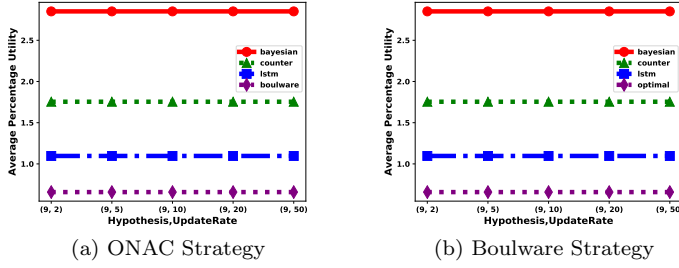 Average Percentage Utility
2.5
2.0
1.5
1.0
bayesian
counter
lstm
boulware
(9, 2) (9, 5) (9, 10) (9, 20) (9, 50)
Hypothesis,UpdateRate
(a) ONAC Strategy
Average Percentage Utility
2.5
2.0
1.5
1.0
bayesian
counter
lstm
optimal
(9, 2) (9, 5) (9, 10) (9, 20) (9, 50)
Hypothesis,UpdateRate
(b) Boulware Strategy